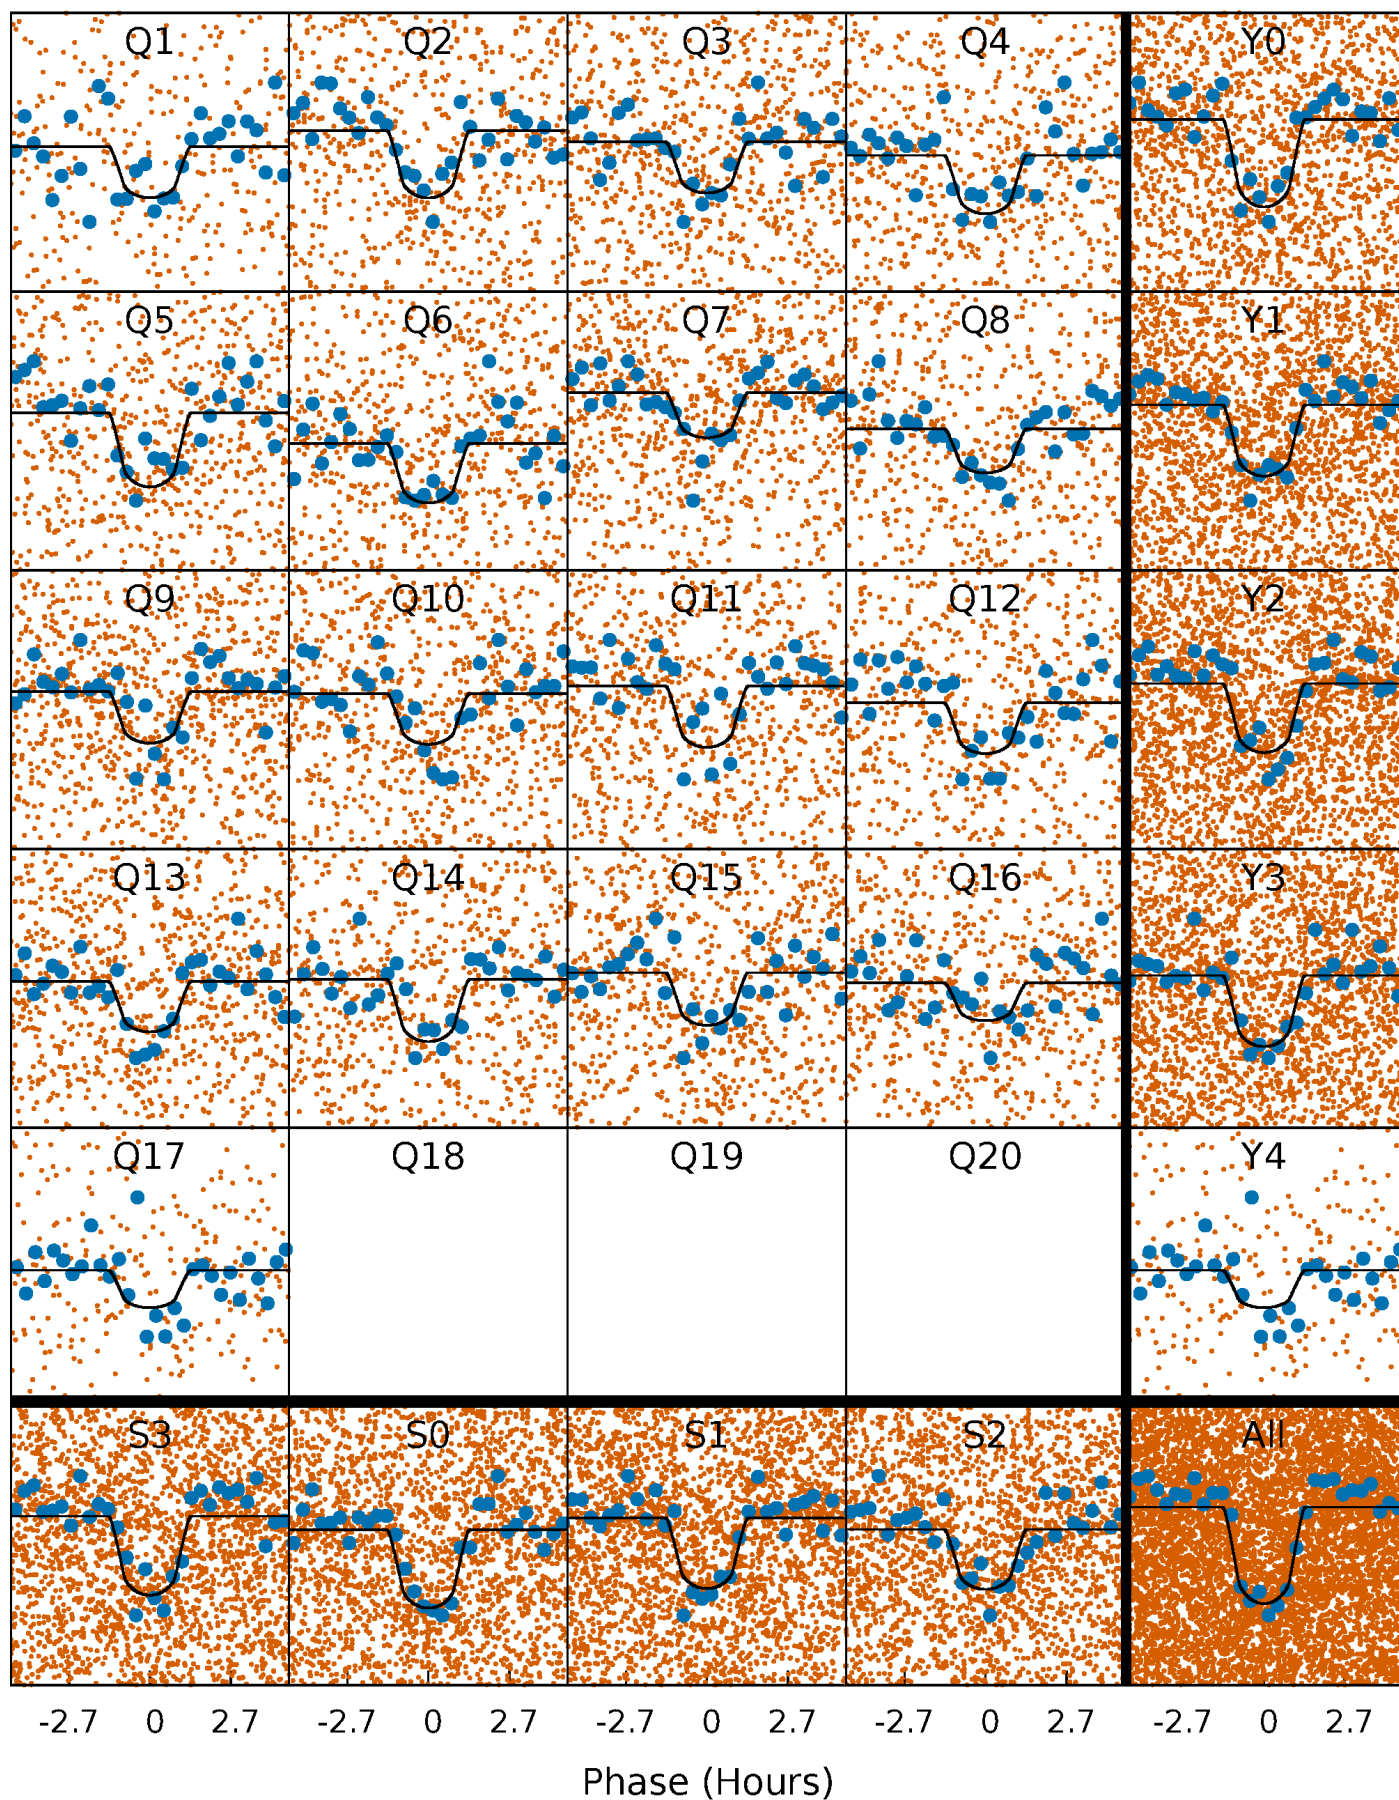 Q1 Q2 Q3 Q4 Y0
Q5 Q6 Q7 Q8 Y1
Q9 Q10 Q11 Q12 Y2
Q13 Q14 Q15 Q16 Y3
Q17 Q18 Q19 Q20 Y4
S3 S0 S1 S2 All
-2.7 0 2.7 -2.7 0 2.7 -2.7 0 2.7 -2.7 0 2.7 -2.7 0 2.7
Phase (Hours)